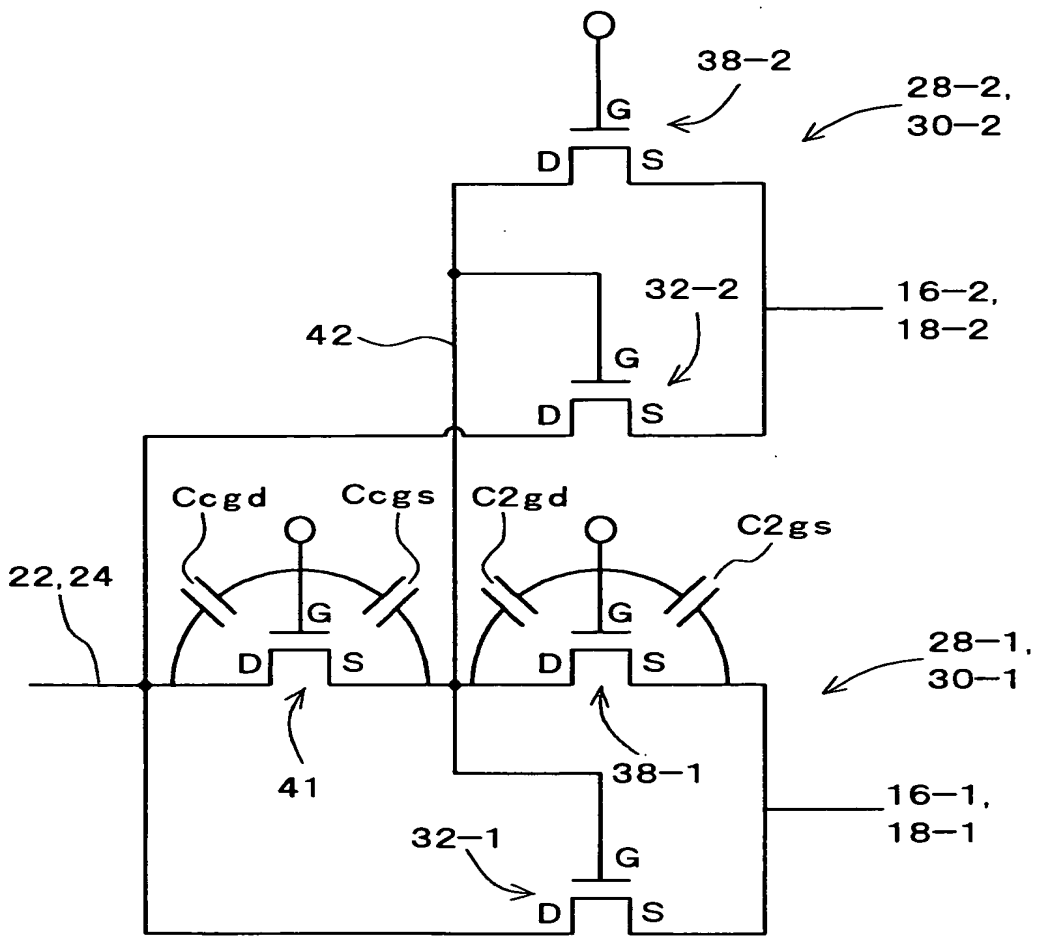 38-2
28-2,
30-2
G
D
S
32-2
16-2,
18-2
42
G
D
S
Ccgd
Ccgs
C2gd
C2gs
22,24
G
G
D
S
D
S
28-1,
30-1
41
38-1
16-1,
18-1
32-1
G
D
S